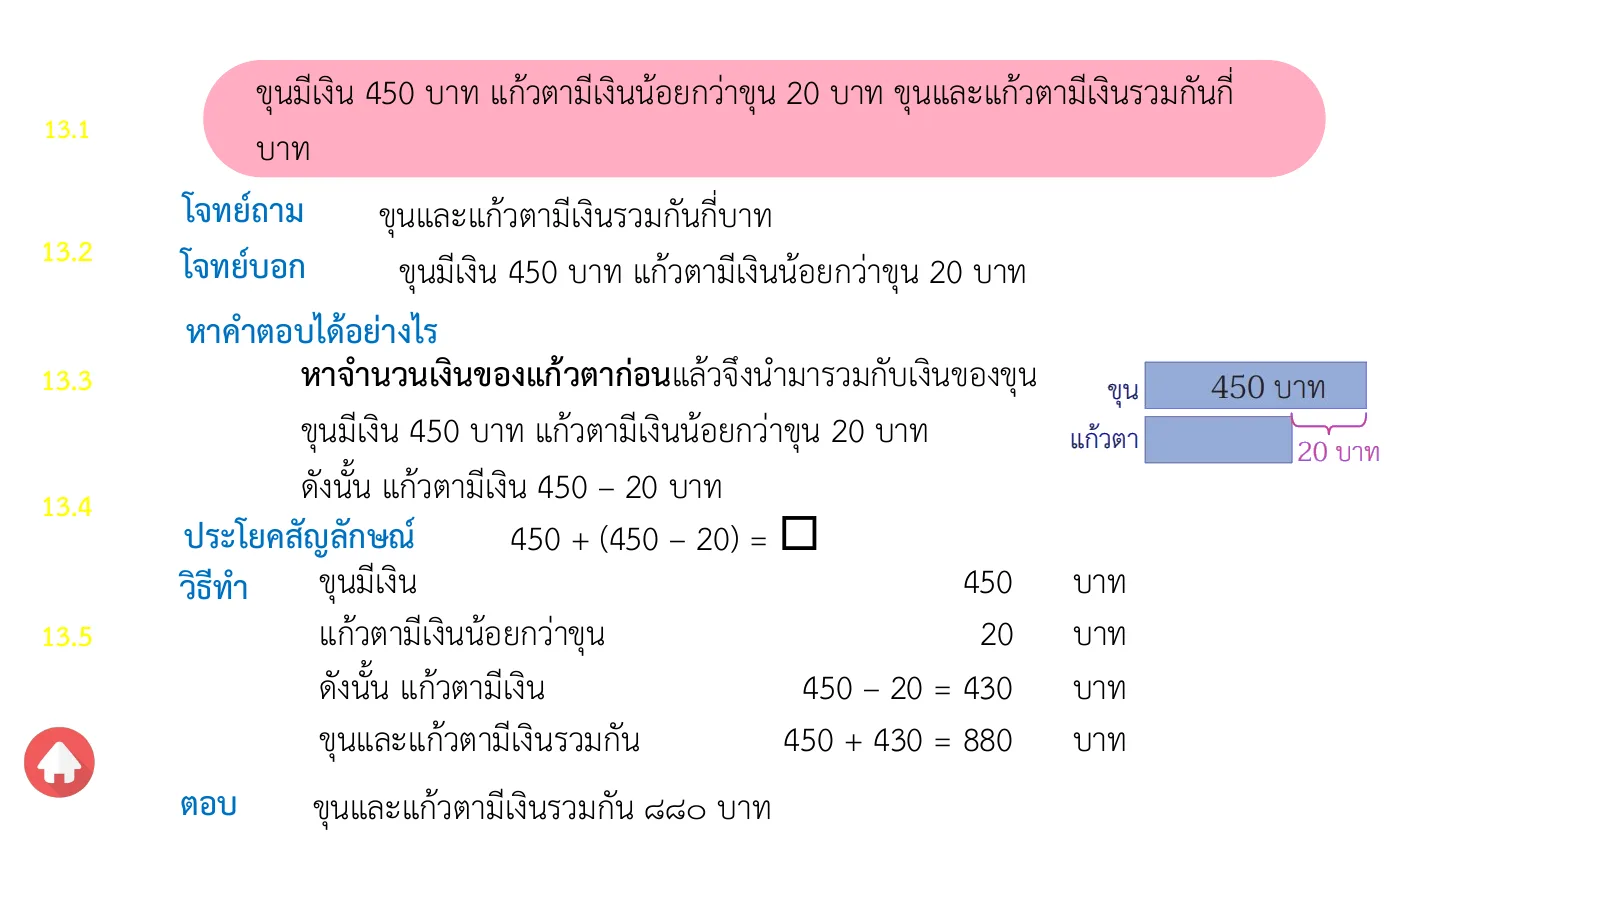 ขุนมีเงิน 450 บาท แก้วตามีเงินน้อยกว่าขุน 20 บาท ขุนและแก้วตามีเงินรวมกันกี่
บาท
13.1
โจทย์ถาม ขุนและแก้วตามีเงินรวมกันกี่บาท
13.2
โจทย์บอก ขุนมีเงิน 450 บาท แก้วตามีเงินน้อยกว่าขุน 20 บาท
หาคำตอบได้อย่างไร
13.3
หาจำนวนเงินของแก้วตาก่อนแล้วจึงนำมารวมกับเงินของขุน
ขุน 450 บาท
ขุนมีเงิน 450 บาท แก้วตามีเงินน้อยกว่าขุน 20 บาท
แก้วตา
20 บาท
ดังนั้น แก้วตามีเงิน 450 – 20 บาท
13.4
ประโยคสัญลักษณ์ 450 + (450 – 20) = □
วิธีทำ ขุนมีเงิน 450 บาท
แก้วตามีเงินน้อยกว่าขุน 20 บาท
13.5
ดังนั้น แก้วตามีเงิน 450 – 20 = 430 บาท
ขุนและแก้วตามีเงินรวมกัน 450 + 430 = 880 บาท
ตอบ ขุนและแก้วตามีเงินรวมกัน ๘๘๐ บาท